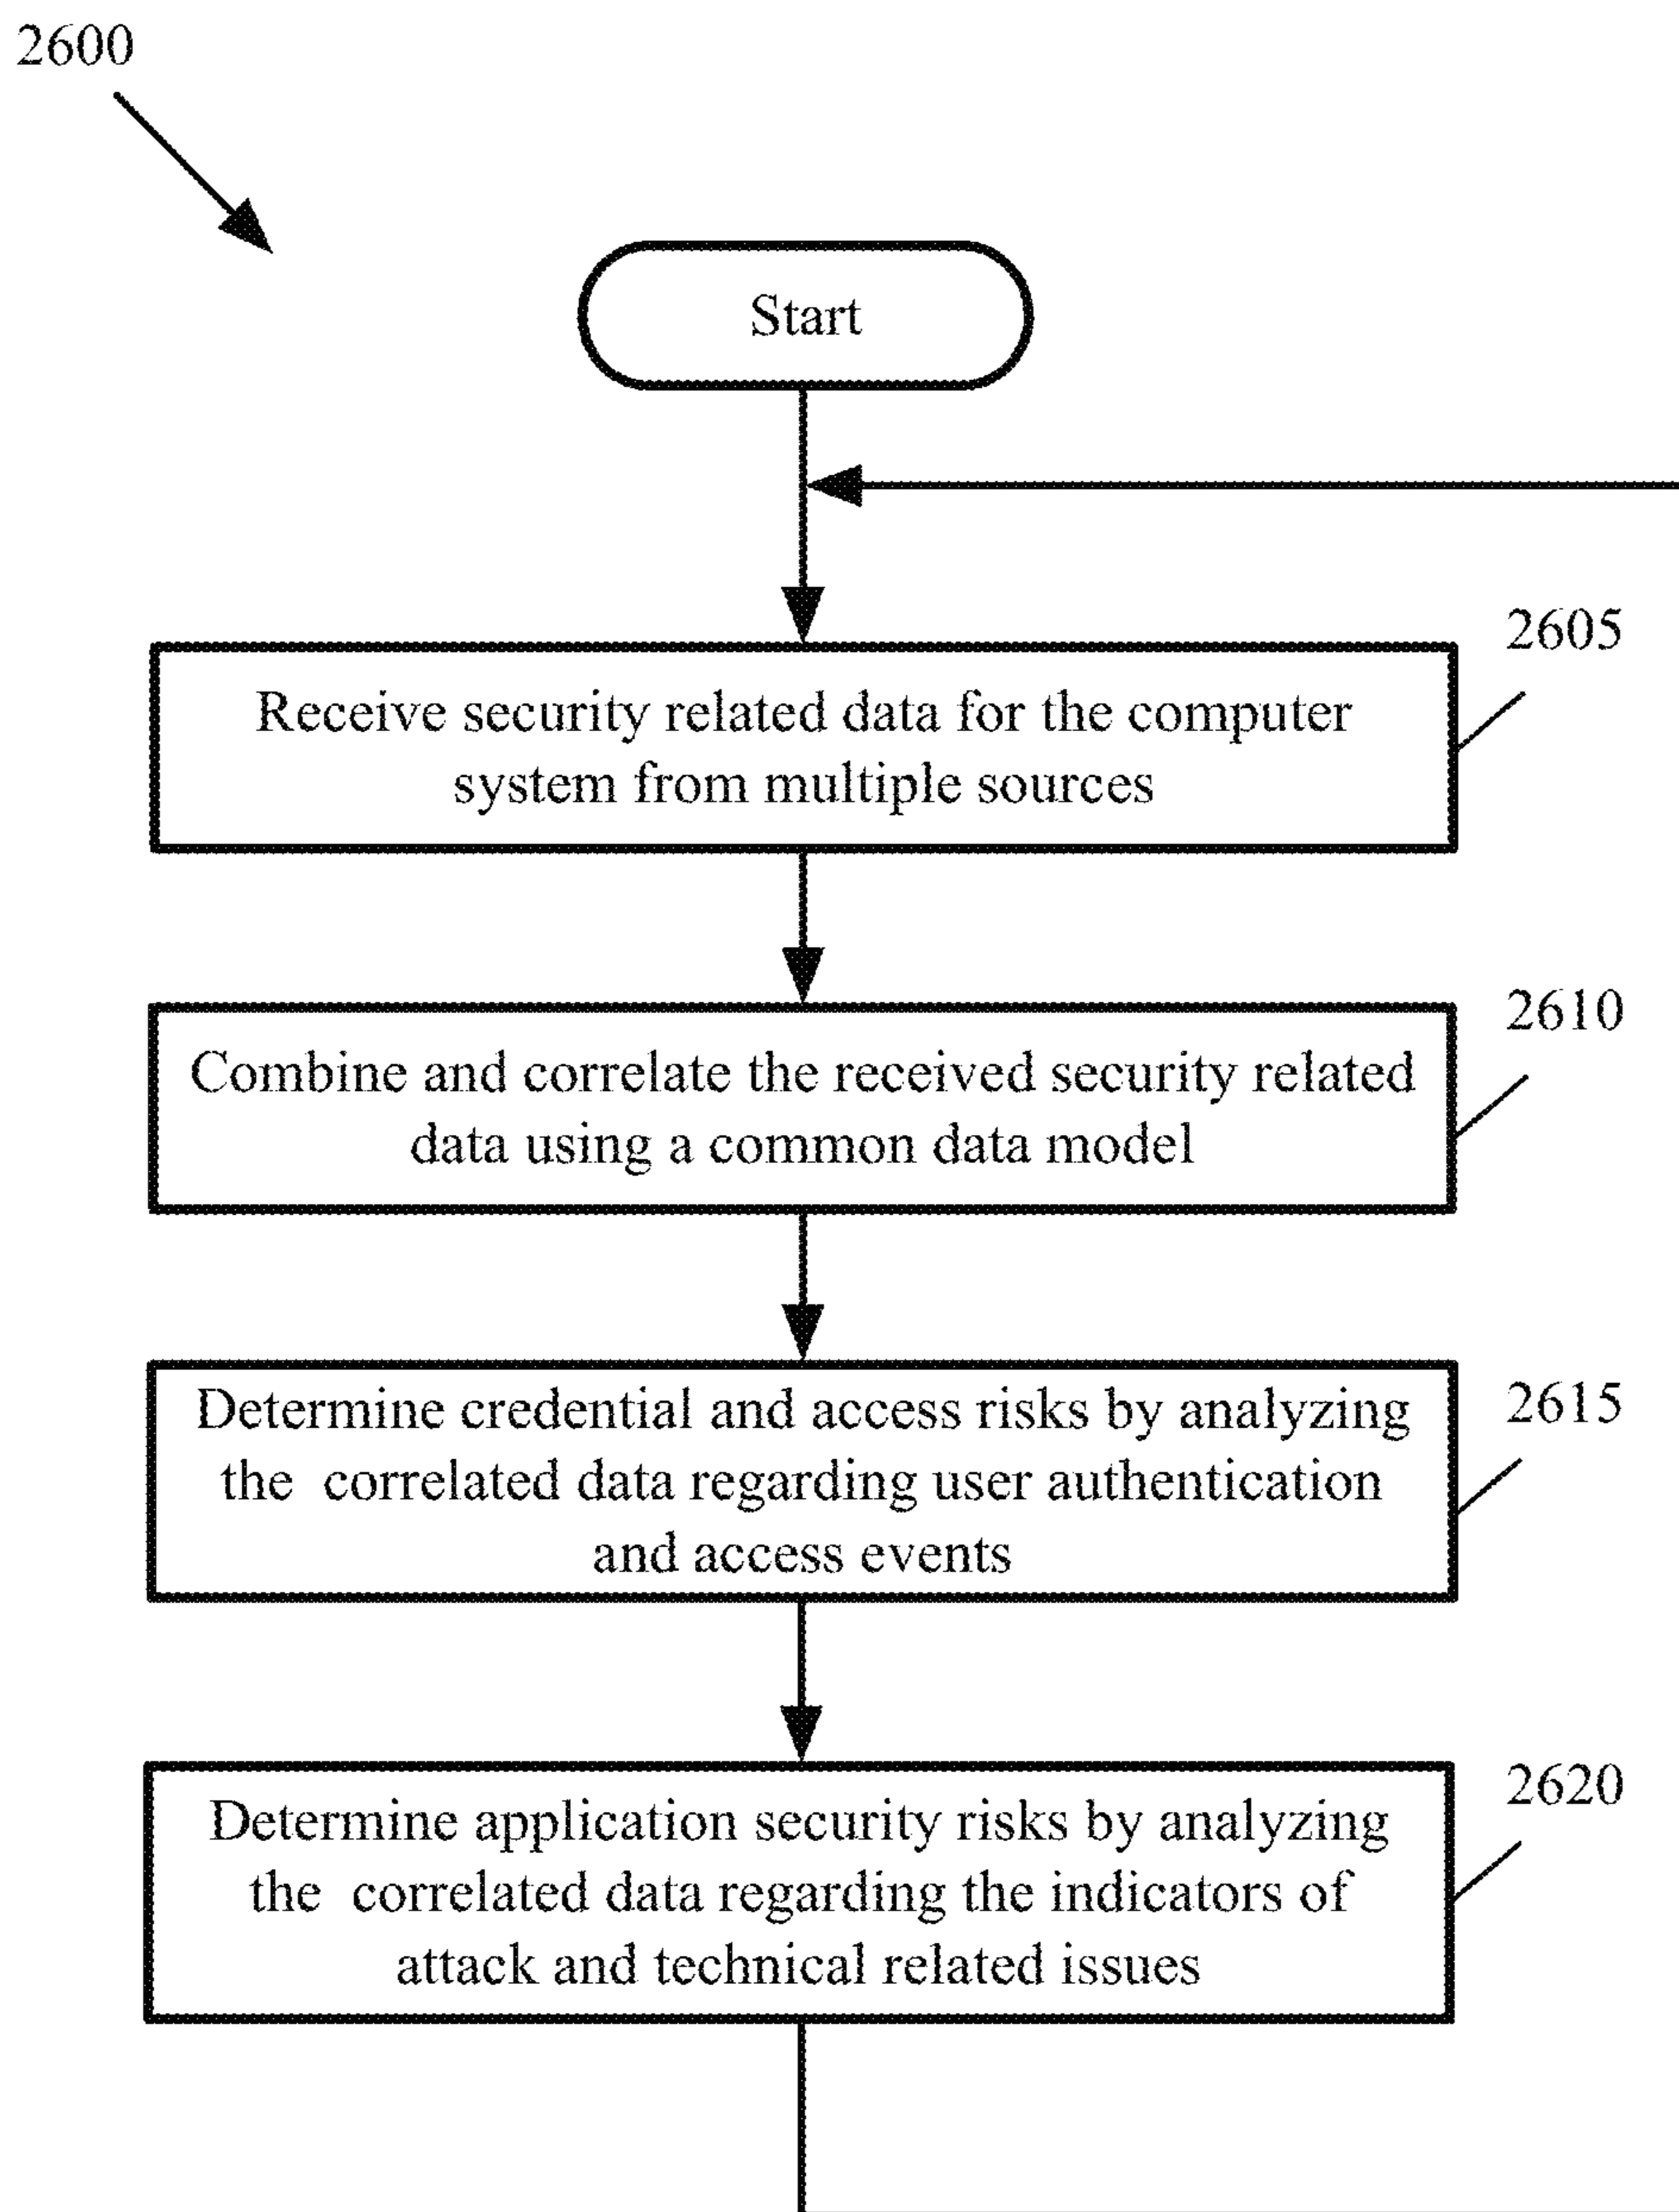 2600
Start
2605
Receive security related data for the computer
system from multiple sources
2610
Combine and correlate the received security related
data using a common data model
2615
Determine credential and access risks by analyzing
the correlated data regarding user authentication
and access events
2620
Determine application security risks by analyzing
the correlated data regarding the indicators of
attack and technical related issues